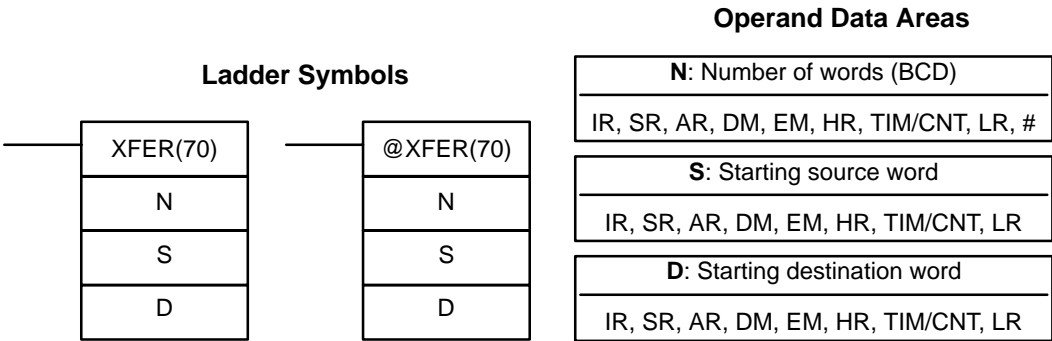 Ladder Symbols
XFER(70)
N
S
D
@XFER(70)
N
S
D
Operand Data Areas
N: Number of words (BCD)
IR, SR, AR, DM, EM, HR, TIM/CNT, LR, #
S: Starting source word
IR, SR, AR, DM, EM, HR, TIM/CNT, LR
D: Starting destination word
IR, SR, AR, DM, EM, HR, TIM/CNT, LR